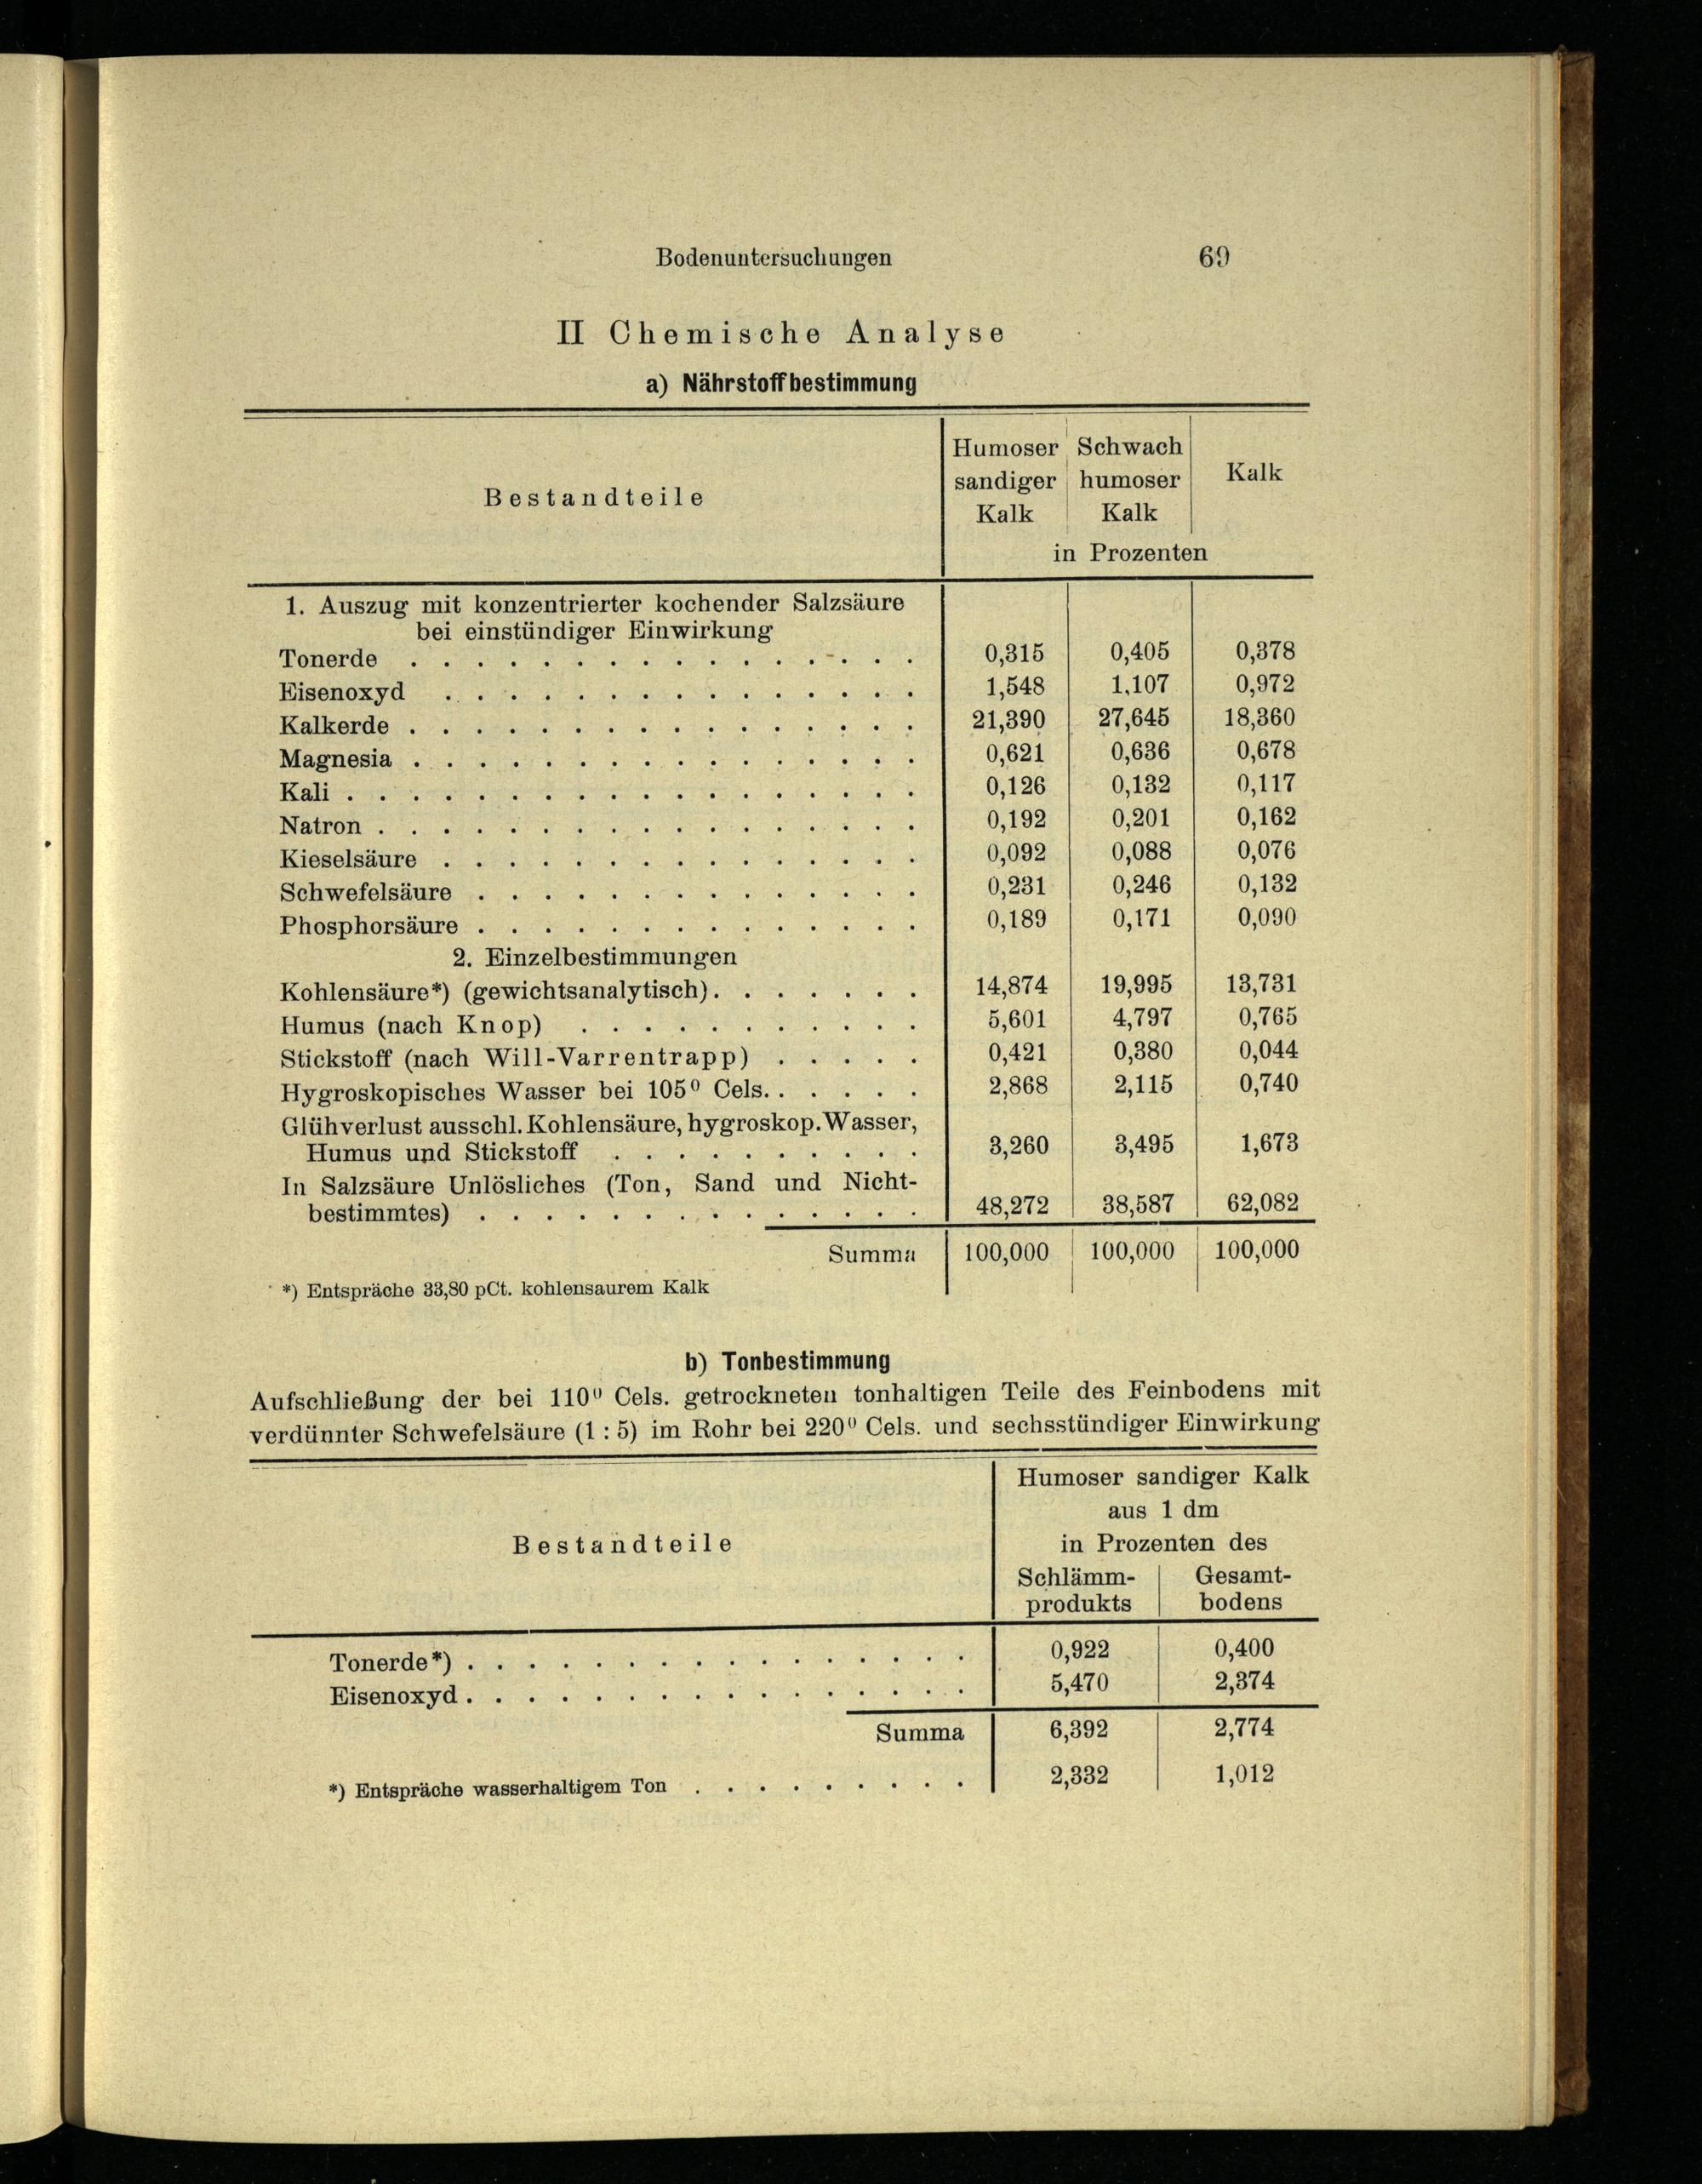 Bodenuntersuchungen 69
II Chemische Analyse
a) Nährstoffbestimmung
Bestandteile
Humoser sandiger Kalk
Schwach humoser Kalk
Kalk
in Prozenten
1. Auszug mit konzentrierter kochender Salzsäure
bei einstündiger Einwirkung
Tonerde . . . . . . . . . . . . . . . . 0,315 0,405 0,378
Eisenoxyd . . . . . . . . . . . . . . . 1,548 1,107 0,972
Kalkerde . . . . . . . . . . . . . . . . 21,390 27,645 18,360
Magnesia . . . . . . . . . . . . . . . . 0,621 0,636 0,678
Kali . . . . . . . . . . . . . . . . . . 0,126 0,132 0,117
Natron . . . . . . . . . . . . . . . . . 0,192 0,201 0,162
Kieselsäure . . . . . . . . . . . . . . . 0,092 0,088 0,076
Schwefelsäure . . . . . . . . . . . . . . 0,231 0,246 0,132
Phosphorsäure . . . . . . . . . . . . . . 0,189 0,171 0,090
2. Einzelbestimmungen
Kohlensäure*) (gewichtsanalytisch). . . . . . . 14,874 19,995 13,731
Humus (nach Knop) . . . . . . . . . . . 5,601 4,797 0,765
Stickstoff (nach Will-Varrentrapp) . . . . . 0,421 0,380 0,044
Hygroskopisches Wasser bei 105⁰ Cels. . . . . . 2,868 2,115 0,740
Glühverlust ausschl. Kohlensäure, hygroskop. Wasser,
Humus und Stickstoff . . . . . . . . . . 3,260 3,495 1,673
In Salzsäure Unlösliches (Ton, Sand und Nicht-
bestimmtes) . . . . . . . . . . . . . . 48,272 38,587 62,082
Summa 100,000 100,000 100,000
*) Entspräche 33,80 pCt. kohlensaurem Kalk
b) Tonbestimmung
Aufschließung der bei 110⁰ Cels. getrockneten tonhaltigen Teile des Feinbodens mit
verdünnter Schwefelsäure (1 : 5) im Rohr bei 220⁰ Cels. und sechsstündiger Einwirkung
Bestandteile
Humoser sandiger Kalk
aus 1 dm
in Prozenten des
Schlämm-
produkts
Gesamt-
bodens
Tonerde*) . . . . . . . . . . . . . . . . 0,922 0,400
Eisenoxyd . . . . . . . . . . . . . . . . 5,470 2,374
Summa 6,392 2,774
*) Entspräche wasserhaltigem Ton . . . . . . . . . 2,332 1,012